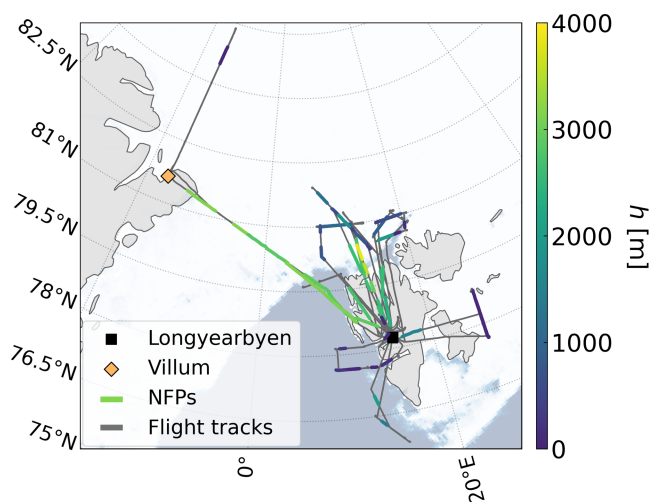 82.5°N
81°N
79.5°N
78°N
76.5°N
75°N
0°
20°E
Longyearbyen
Villum
NFPs
Flight tracks
4000
3000
2000
1000
0
h [m]